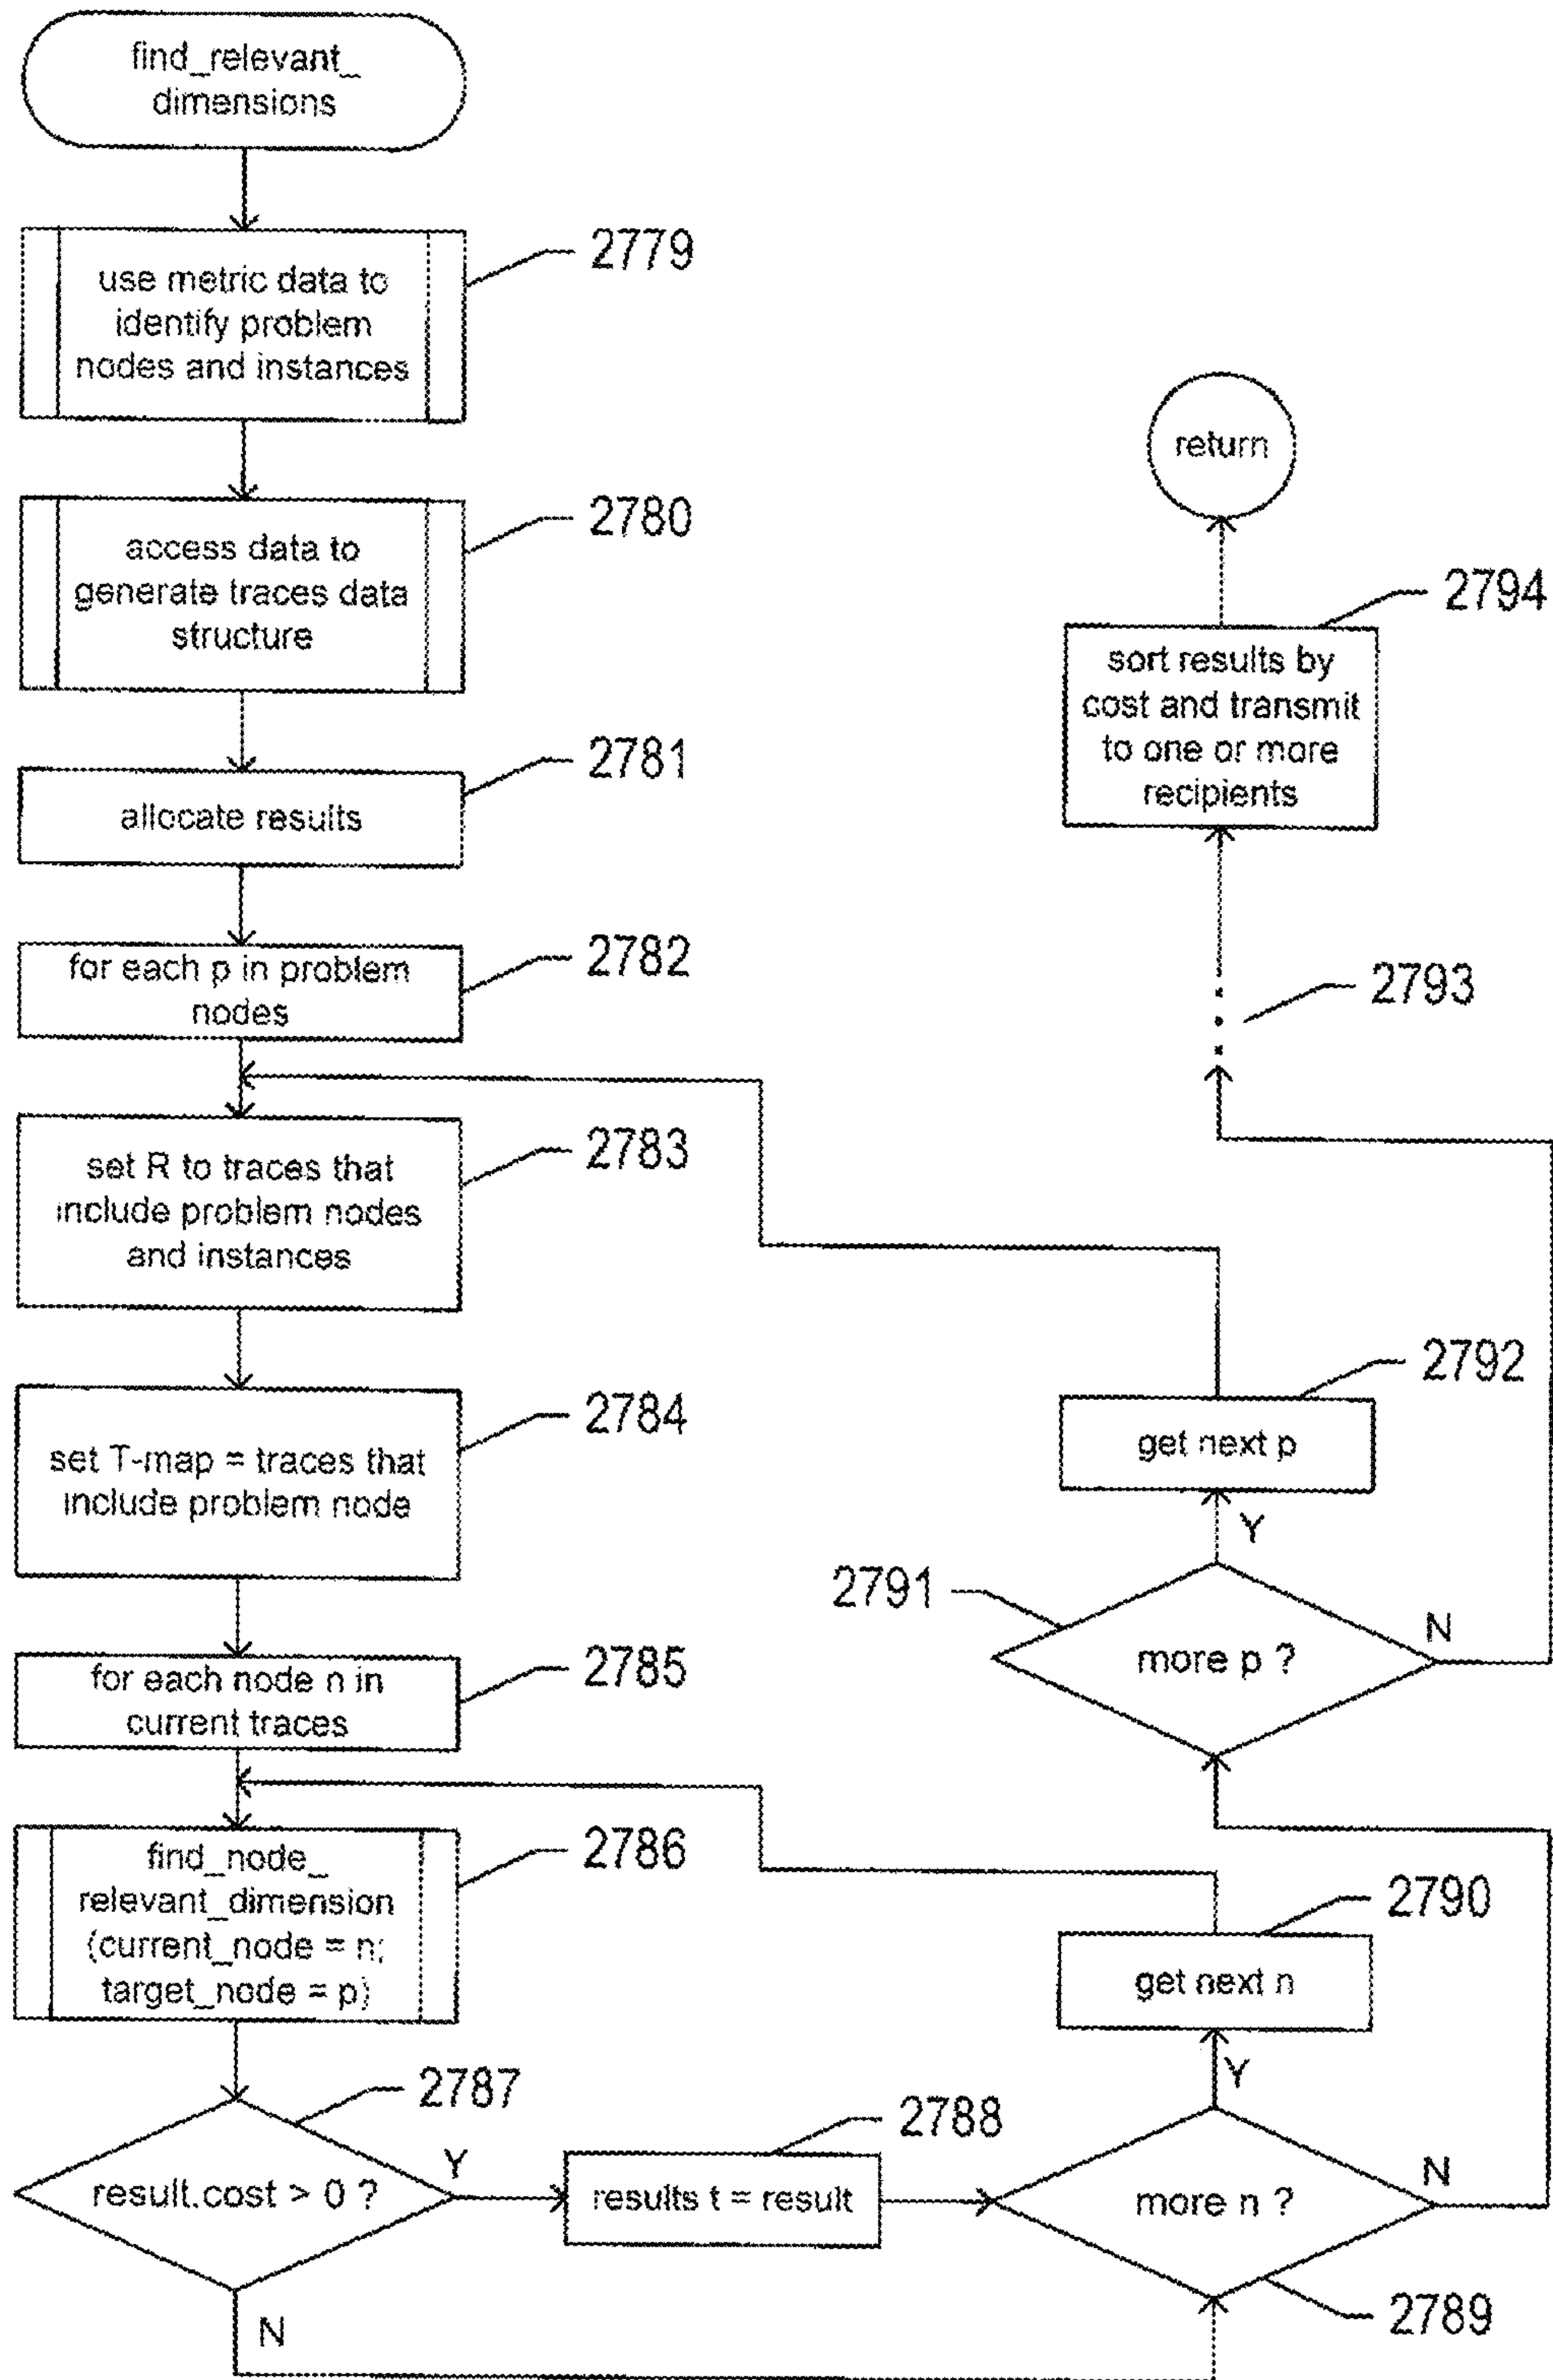 find_relevant_
dimensions
use metric data to
identify problem
nodes and instances
2779
access data to
generate traces data
structure
2780
allocate results
2781
for each p in problem
nodes
2782
set R to traces that
include problem nodes
and instances
2783
set T-map = traces that
include problem node
2784
for each node n in
current traces
2785
find_node_
relevant_dimension
(current_node = n;
target_node = p)
2786
result.cost > 0 ?
2787
Y
N
results t = result
2788
more n ?
2789
Y
N
get next n
2790
more p ?
2791
Y
N
get next p
2792
2793
sort results by
cost and transmit
to one or more
recipients
2794
return